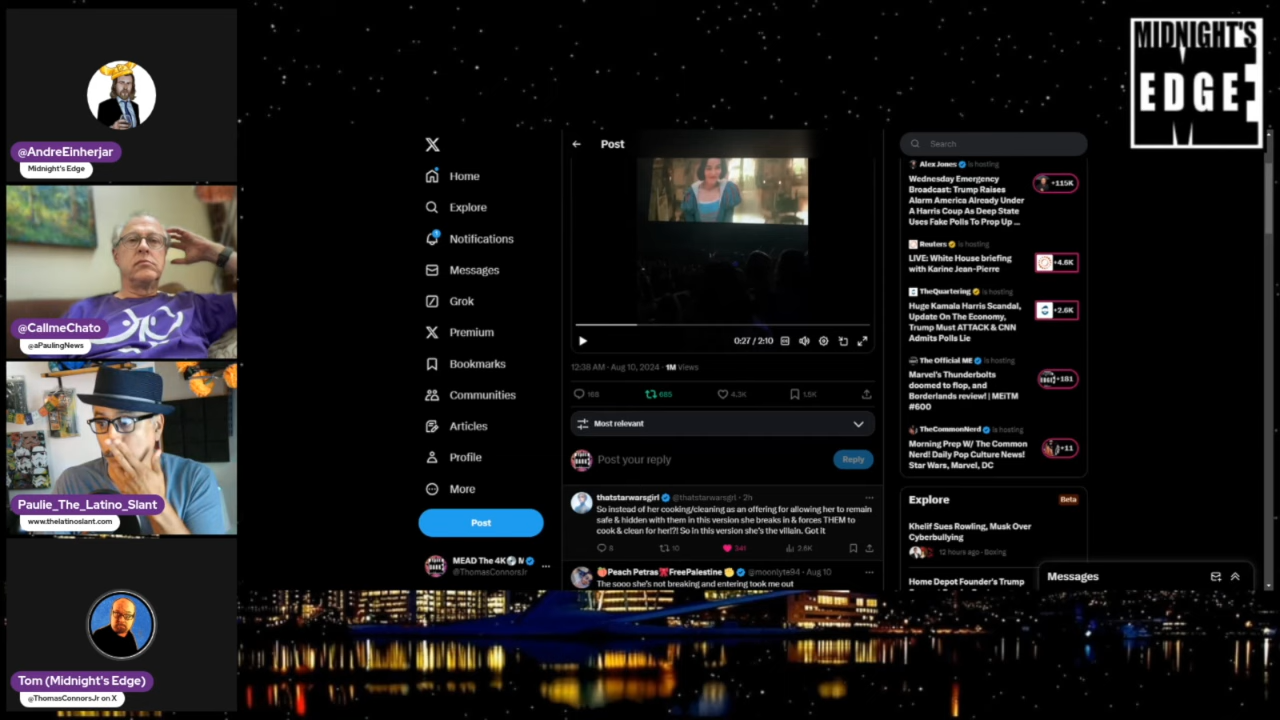 @AndreEinherjar
Midnight's Edge
@CallmeChato
@aPaulingNews
Paulie_The_Latino_Slant
www.thelatinoslant.com
Tom (Midnight's Edge)
@ThomasConnorsJr on X
Home
Explore
Notifications
Messages
Grok
Premium
Bookmarks
Communities
Articles
Profile
More
Post
MEAD The 4K
@ThomasConnorsJr
Post
0:27 / 2:10
12:38 AM · Aug 10, 2024 · 1M Views
168
685
4.3K
1.5K
Most relevant
Post your reply
Reply
thatstarwarsgirl @thatstarwarsgrl · 2h
So instead of her cooking/cleaning as an offering for allowing her to remain
safe & hidden with them in this version she breaks in & forces THEM to
cook & clean for her!?! So in this version she's the villain. Got it
8
10
341
2.6K
Peach Petras FreePalestine @moonlyte94 · Aug 10
The sooo she's not breaking and entering took me out
Search
Alex Jones is hosting
Wednesday Emergency
Broadcast: Trump Raises
Alarm America Already Under
A Harris Coup As Deep State
Uses Fake Polls To Prop Up ...
+115K
Reuters is hosting
LIVE: White House briefing
with Karine Jean-Pierre
+4.6K
TheQuartering is hosting
Huge Kamala Harris Scandal,
Update On The Economy,
Trump Must ATTACK & CNN
Admits Polls Lie
+2.6K
The Official ME is hosting
Marvel's Thunderbolts
doomed to flop, and
Borderlands review! | MEiTM
#600
+181
TheCommonNerd is hosting
Morning Prep W/ The Common
Nerd! Daily Pop Culture News!
Star Wars, Marvel, DC
+11
Explore
Beta
Khelif Sues Rowling, Musk Over
Cyberbullying
12 hours ago · Boxing
Home Depot Founder's Trump
Messages
MIDNIGHT'S
EDGE